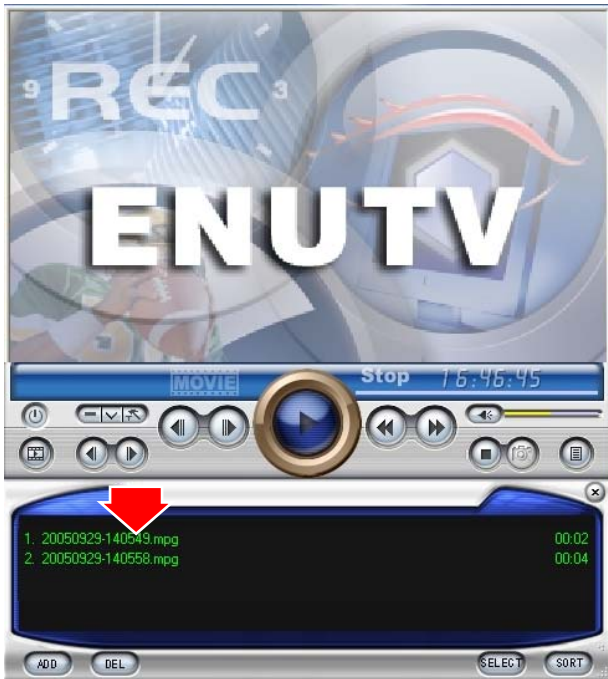 9 REC 3
ENUTV
MOVIE Stop 16:46:45
1. 20050929-140549.mpg 00:02
2. 20050929-140558.mpg 00:04
ADD DEL SELECT SORT